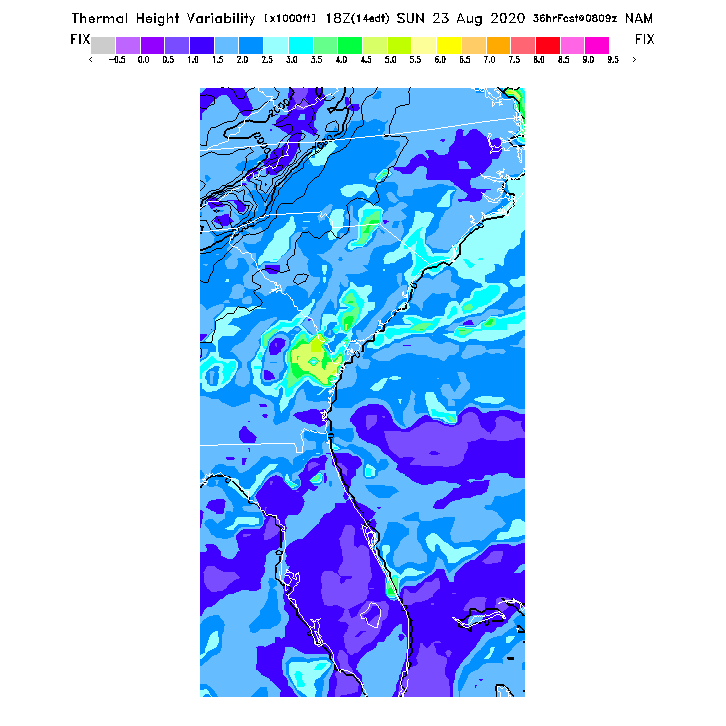 Thermal Height Variability [x1000ft] 18Z(14edt) SUN 23 Aug 2020 36hrFcst@0809z NAM
FIX FIX
< -0.5 0.0 0.5 1.0 1.5 2.0 2.5 3.0 3.5 4.0 4.5 5.0 5.5 6.0 6.5 7.0 7.5 8.0 8.5 9.0 9.5 >
2000
2000